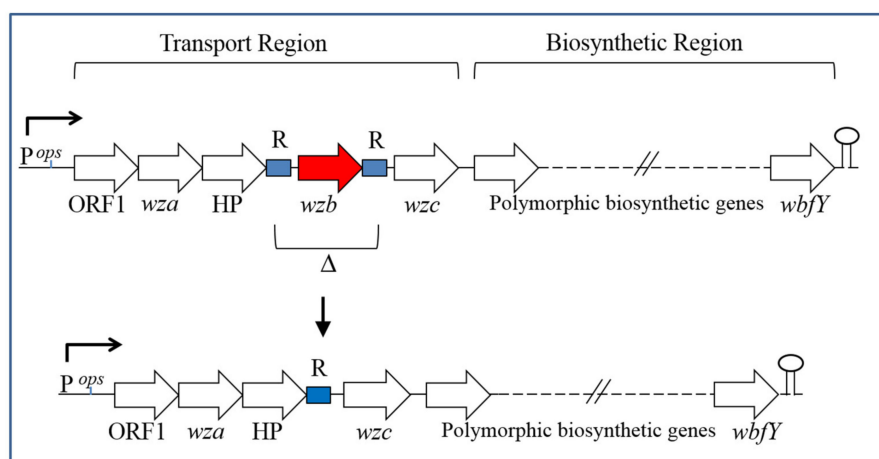 Transport Region Biosynthetic Region
R R
P ops
ORF1 wza HP wzb wzc Polymorphic biosynthetic genes wbfY
Δ
R
P ops
ORF1 wza HP wzc Polymorphic biosynthetic genes wbfY